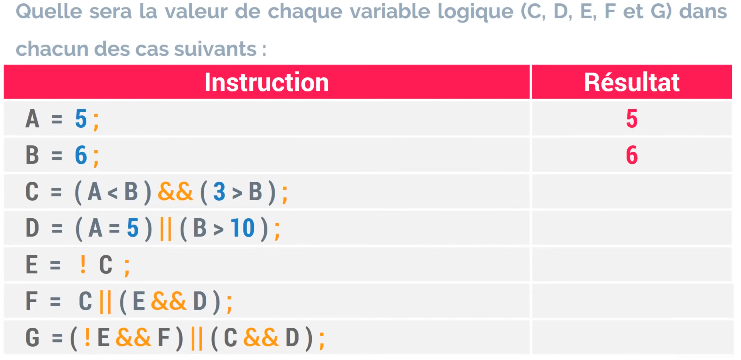 Quelle sera la valeur de chaque variable logique (C, D, E, F et G) dans
chacun des cas suivants :
Instruction Résultat
A = 5 ; 5
B = 6 ; 6
C = ( A < B ) && ( 3 > B ) ;
D = ( A = 5 ) || ( B > 10 ) ;
E = ! C ;
F = C || ( E && D ) ;
G = ( ! E && F ) || ( C && D ) ;